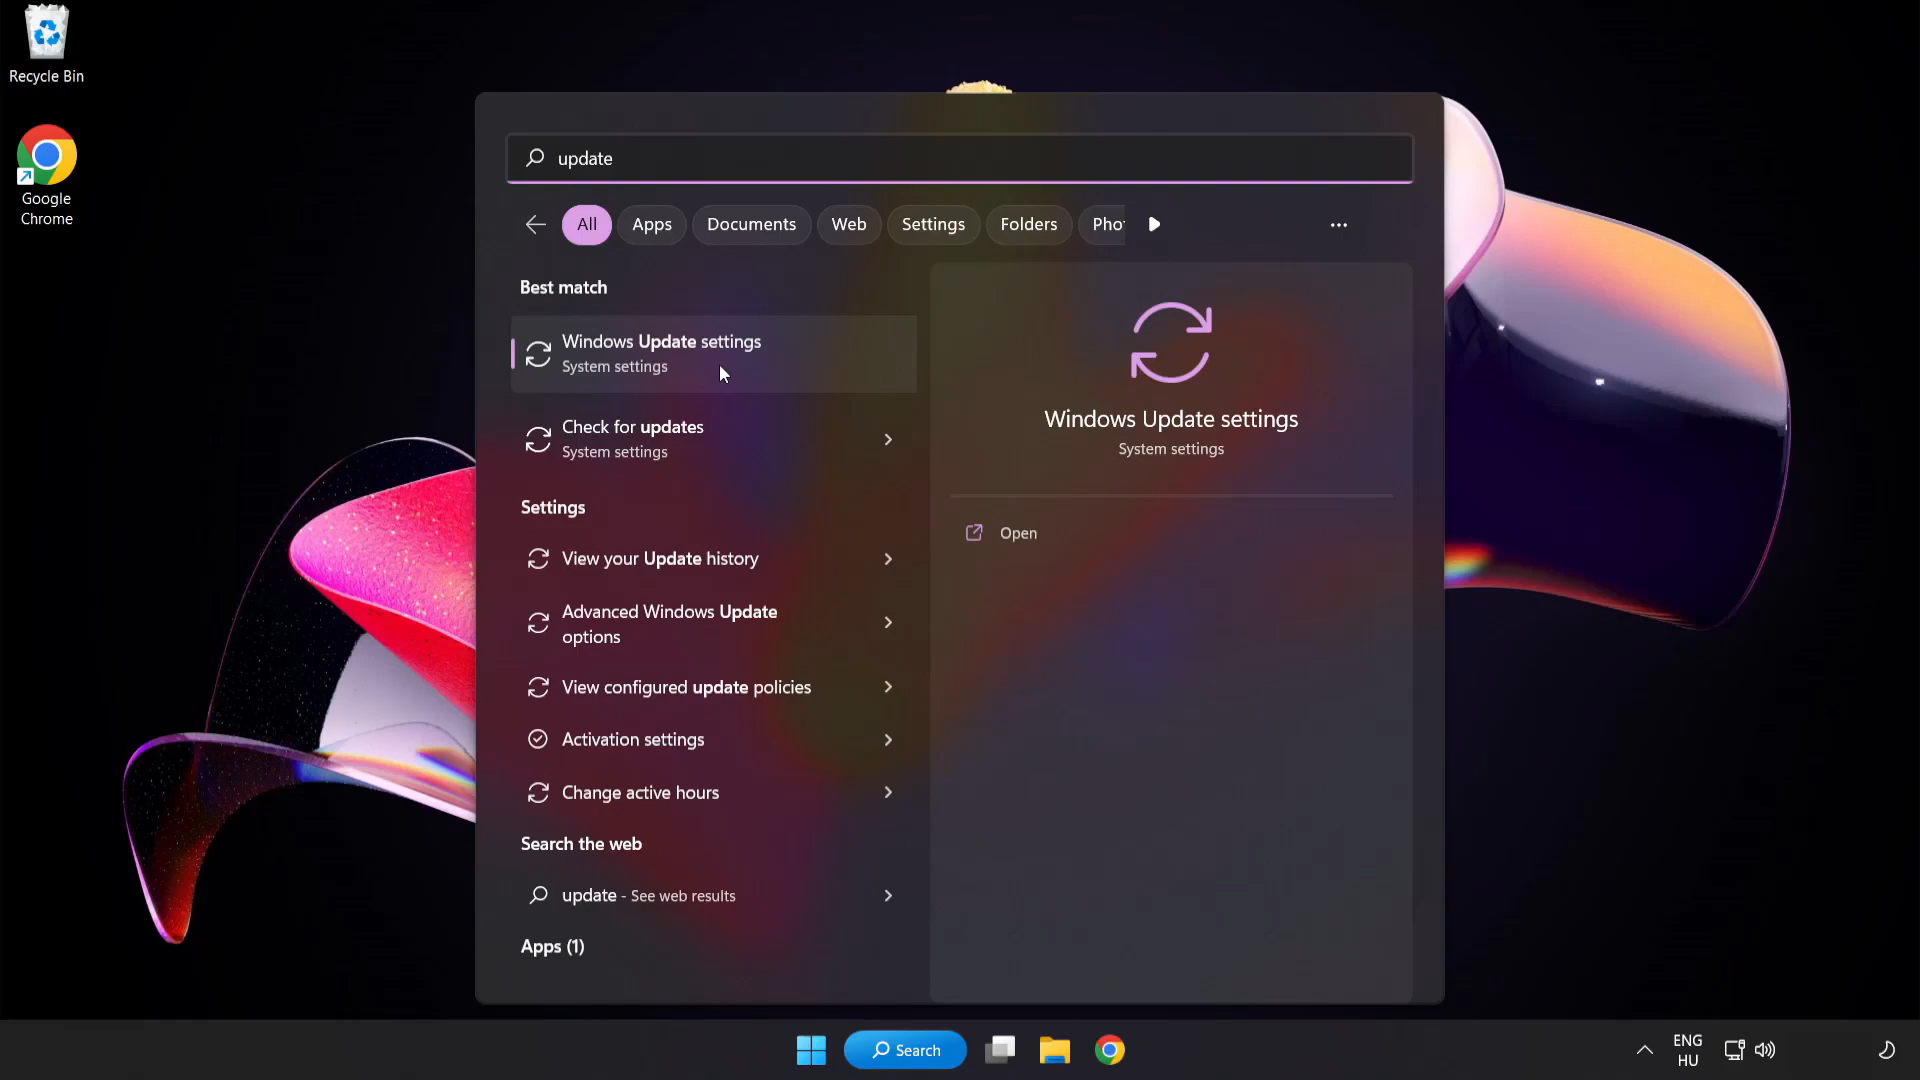 Recycle Bin
Google
Chrome
update
All
Apps
Documents
Web
Settings
Folders
Pho
Best match
Windows Update settings
System settings
Check for updates
System settings
Settings
View your Update history
Advanced Windows Update
options
View configured update policies
Activation settings
Change active hours
Search the web
update - See web results
Apps (1)
Windows Update settings
System settings
Open
Search
ENG
HU